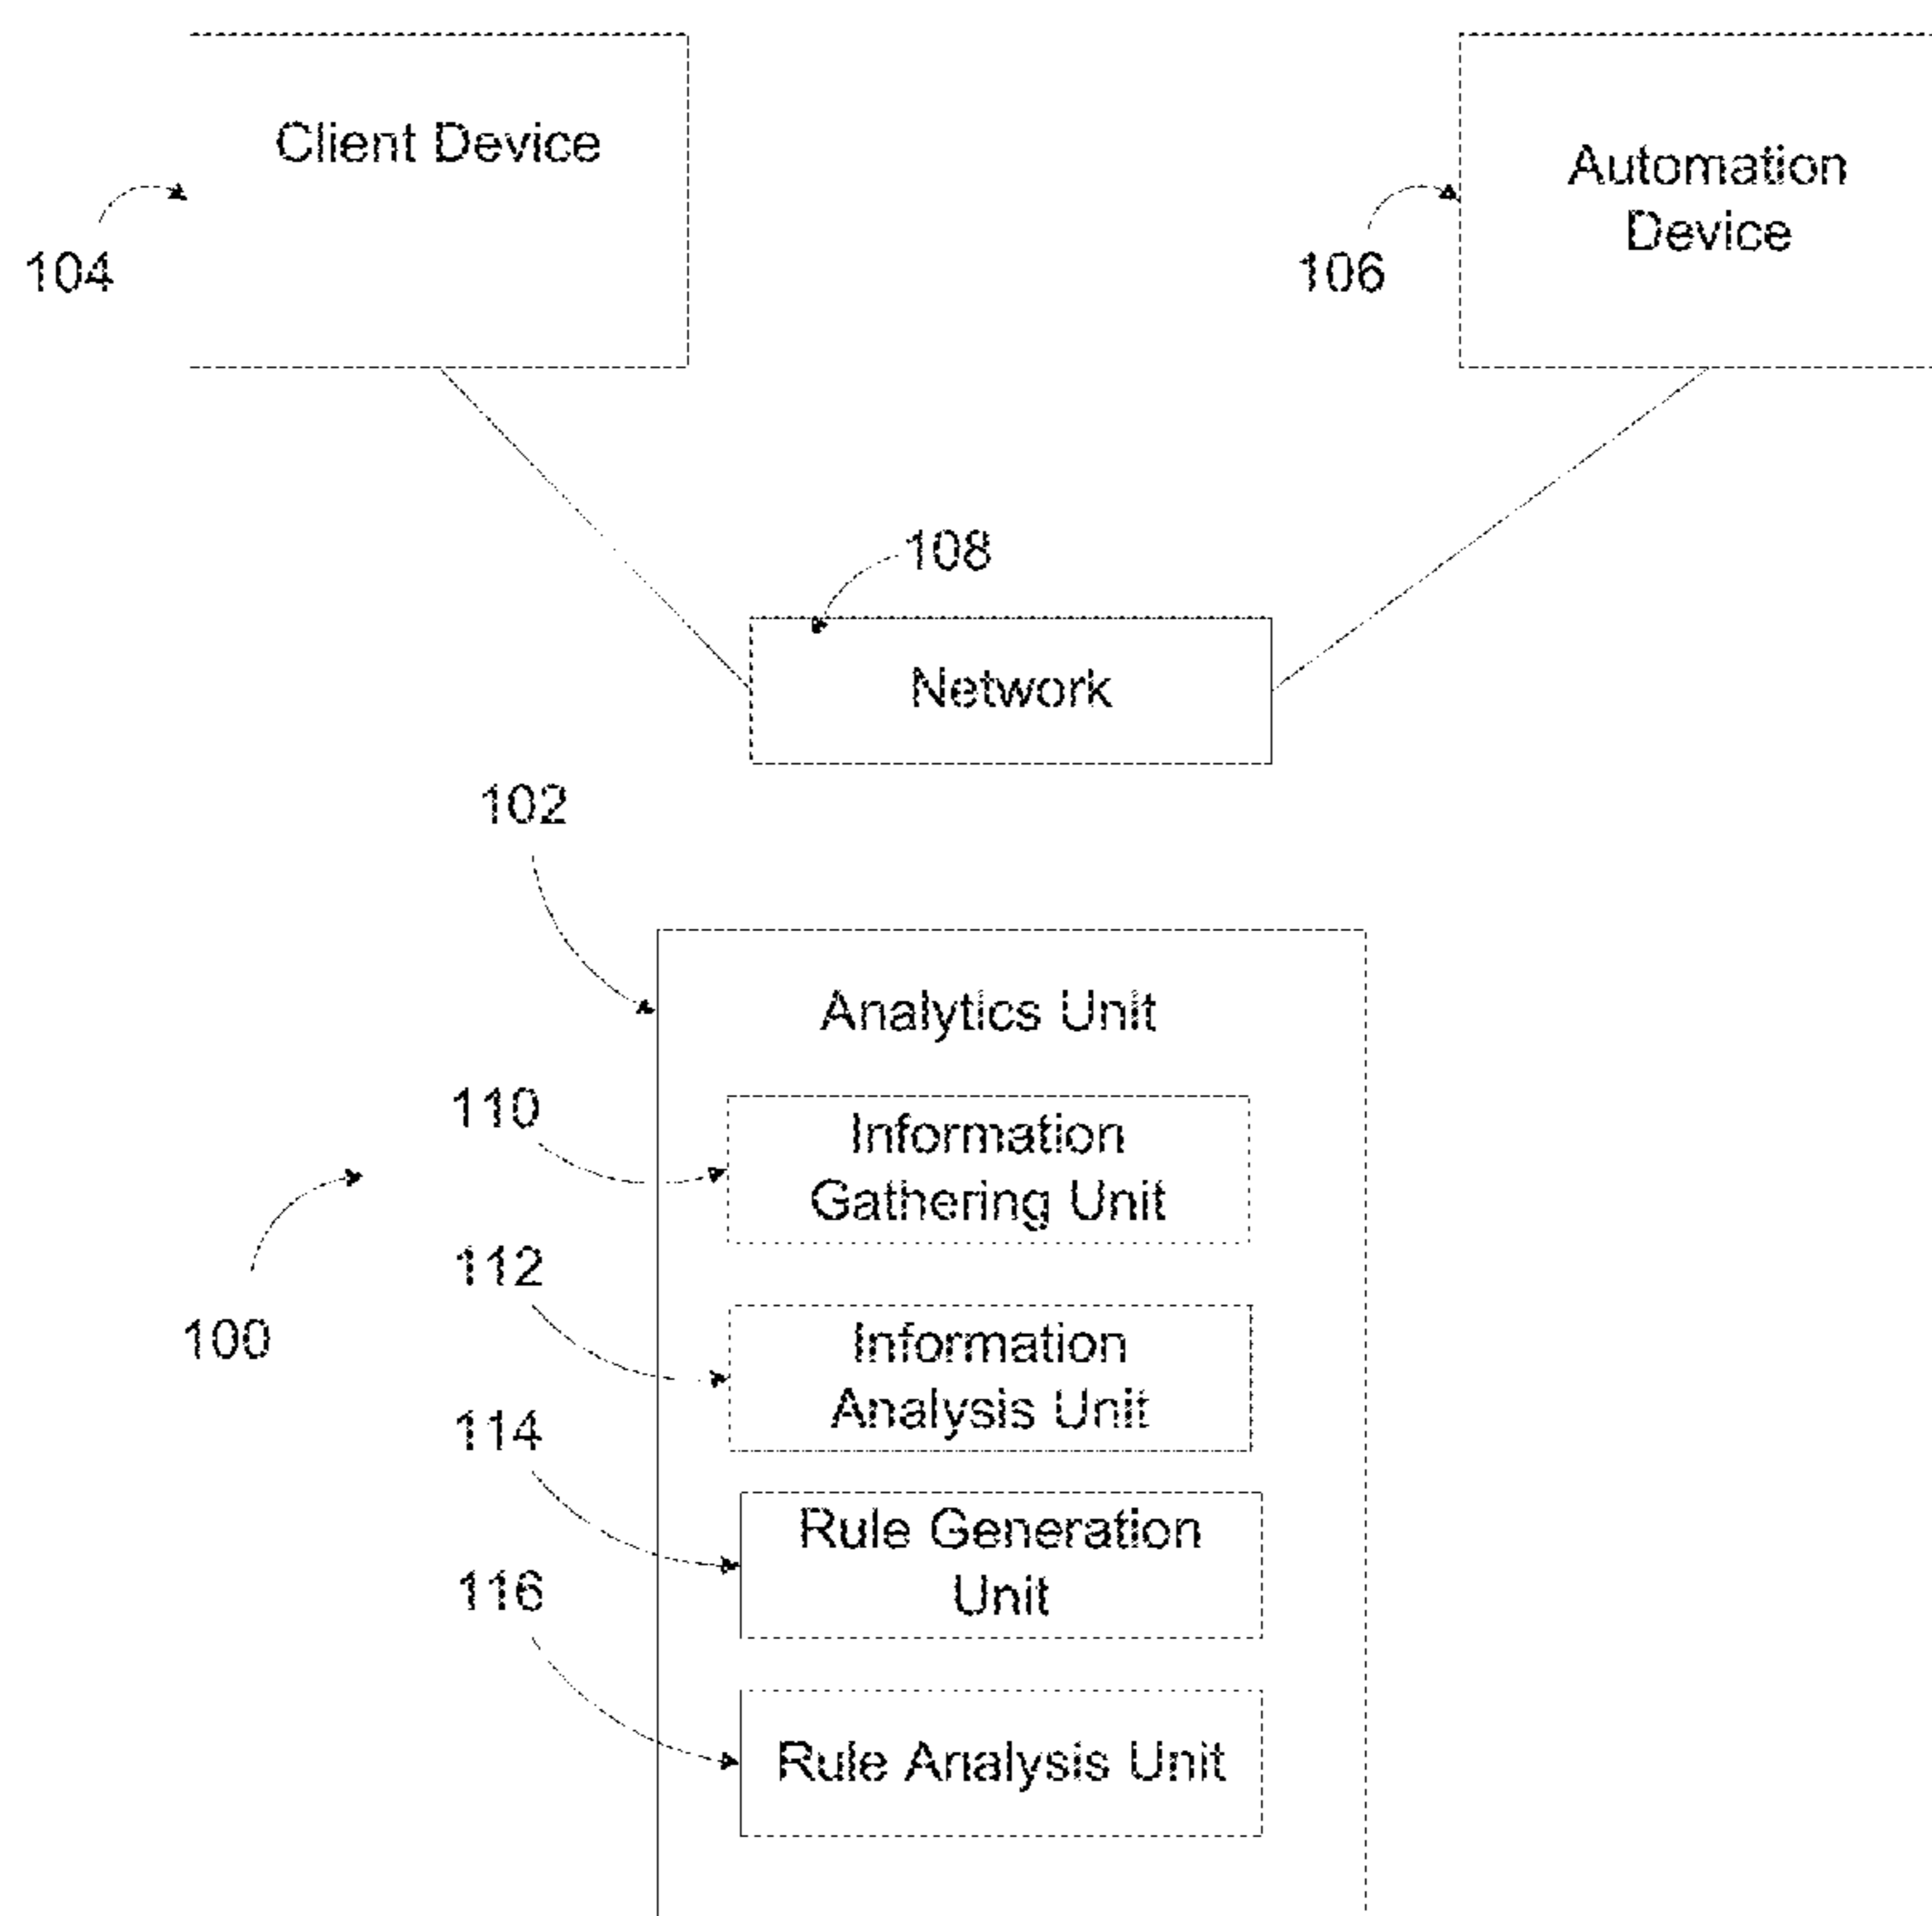 Client Device
Automation
Device
104
106
108
Network
102
Analytics Unit
110
Information
Gathering Unit
112
100
Information
Analysis Unit
114
Rule Generation
Unit
116
Rule Analysis Unit